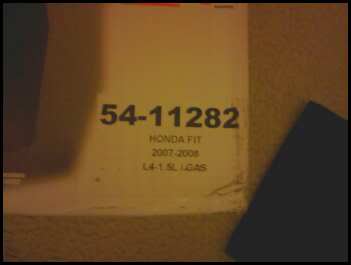 54-11282
HONDA FIT
2007-2008
L4-1.5L /-GAS